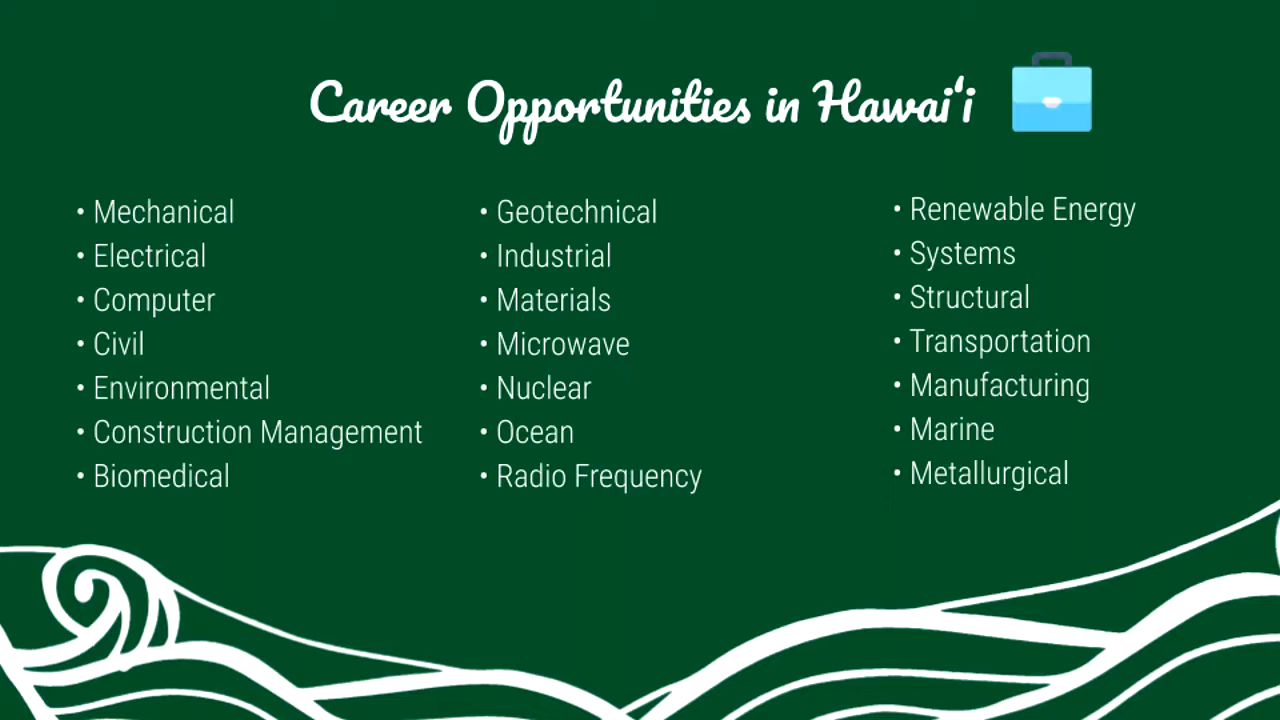 Career Opportunities in Hawaiʻi
• Mechanical
• Electrical
• Computer
• Civil
• Environmental
• Construction Management
• Biomedical
• Geotechnical
• Industrial
• Materials
• Microwave
• Nuclear
• Ocean
• Radio Frequency
• Renewable Energy
• Systems
• Structural
• Transportation
• Manufacturing
• Marine
• Metallurgical